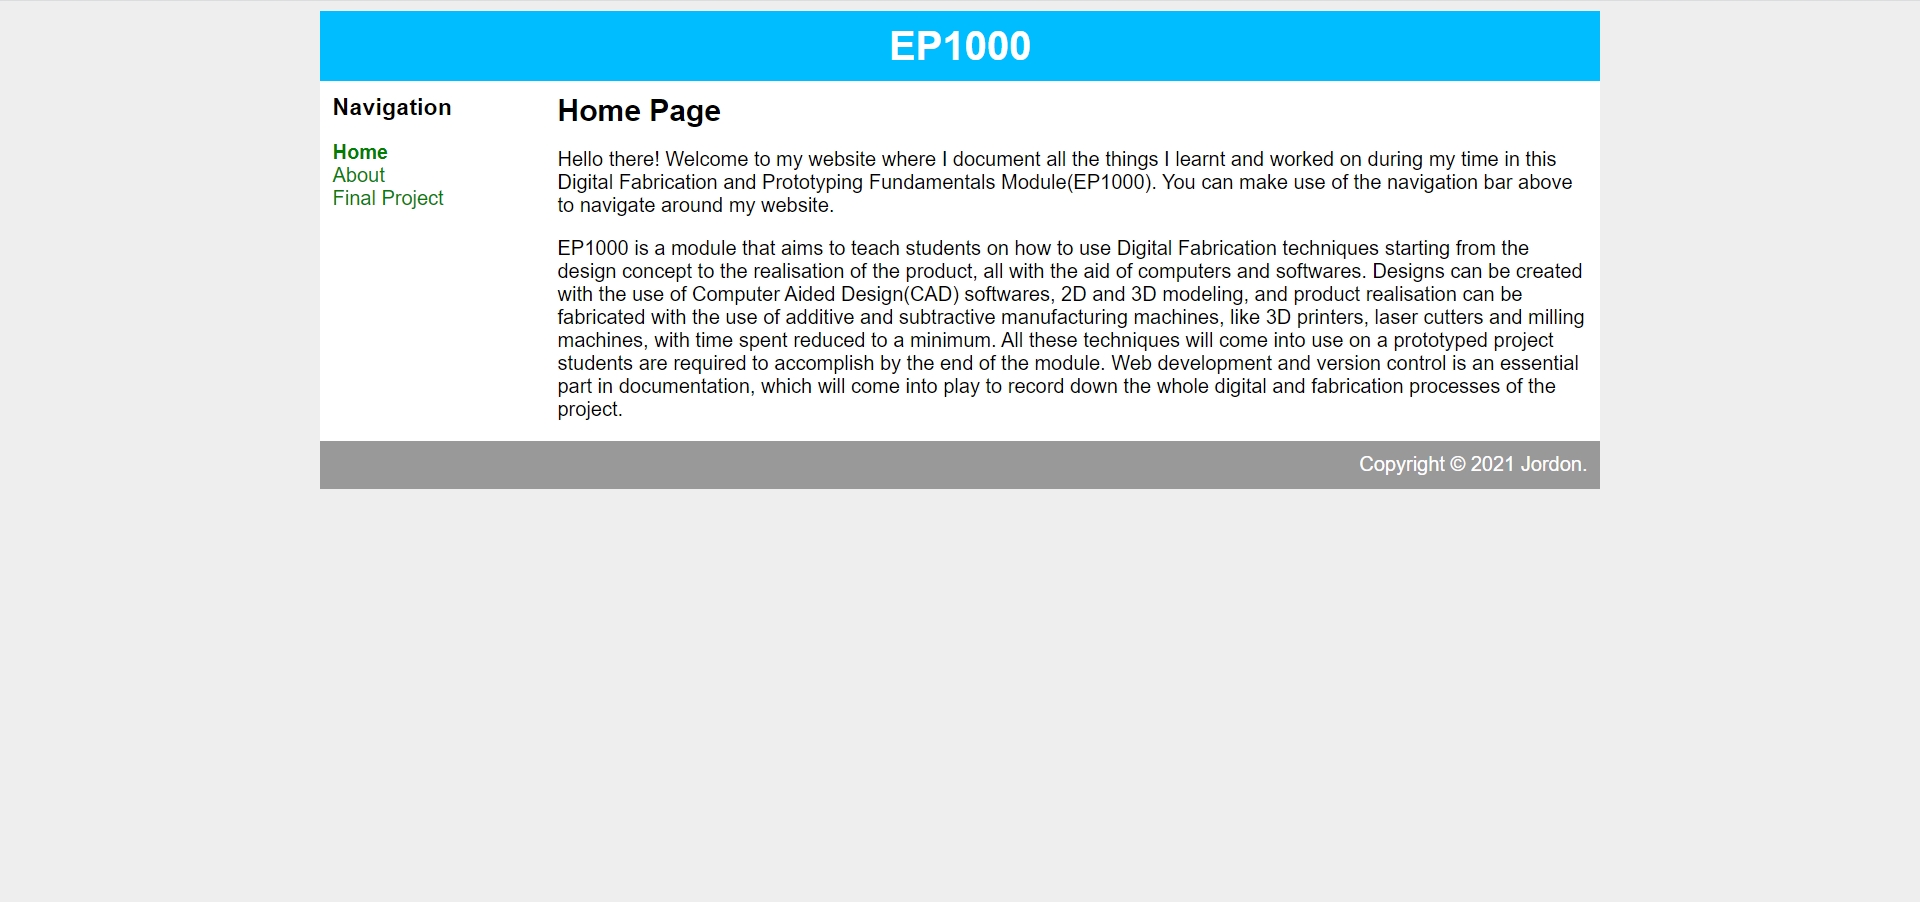 EP1000
Navigation
Home
About
Final Project
Home Page
Hello there! Welcome to my website where I document all the things I learnt and worked on during my time in this
Digital Fabrication and Prototyping Fundamentals Module(EP1000). You can make use of the navigation bar above
to navigate around my website.
EP1000 is a module that aims to teach students on how to use Digital Fabrication techniques starting from the
design concept to the realisation of the product, all with the aid of computers and softwares. Designs can be created
with the use of Computer Aided Design(CAD) softwares, 2D and 3D modeling, and product realisation can be
fabricated with the use of additive and subtractive manufacturing machines, like 3D printers, laser cutters and milling
machines, with time spent reduced to a minimum. All these techniques will come into use on a prototyped project
students are required to accomplish by the end of the module. Web development and version control is an essential
part in documentation, which will come into play to record down the whole digital and fabrication processes of the
project.
Copyright © 2021 Jordon.